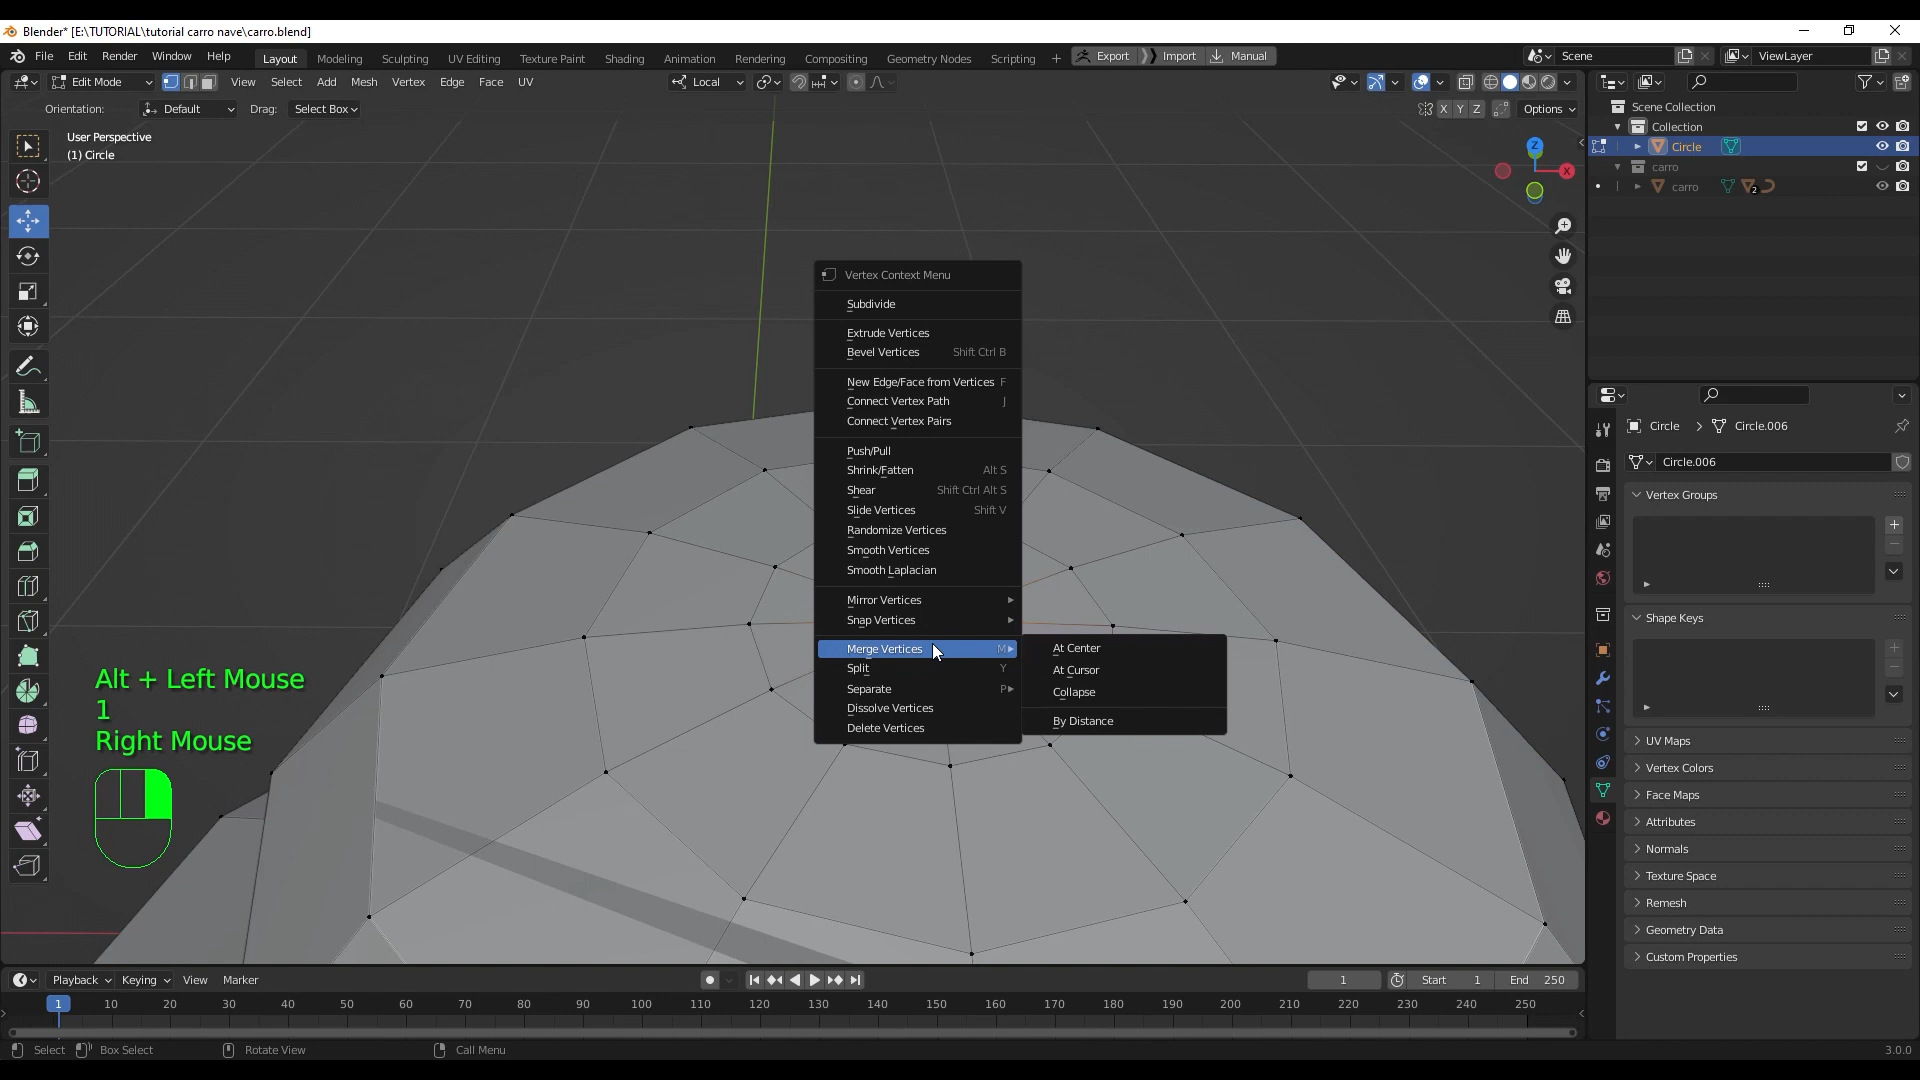 Blender* [E:\TUTORIAL\tutorial carro nave\carro.blend]
File Edit Render Window Help Layout Modeling Sculpting UV Editing Texture Paint Shading Animation Rendering Compositing Geometry Nodes Scripting + Export Import Manual Scene ViewLayer
Edit Mode View Select Add Mesh Vertex Edge Face UV Local
Orientation: Default Drag: Select Box X Y Z Options
User Perspective
(1) Circle
Z
X
Scene Collection
Collection
Circle
carro
carro 2
Vertex Context Menu
Subdivide
Extrude Vertices
Bevel Vertices Shift Ctrl B
New Edge/Face from Vertices F
Connect Vertex Path J
Connect Vertex Pairs
Push/Pull
Shrink/Fatten Alt S
Shear Shift Ctrl Alt S
Slide Vertices Shift V
Randomize Vertices
Smooth Vertices
Smooth Laplacian
Mirror Vertices
Snap Vertices
Merge Vertices M
Split Y
Separate P
Dissolve Vertices
Delete Vertices
At Center
At Cursor
Collapse
By Distance
Alt + Left Mouse
1
Right Mouse
Circle > Circle.006
Circle.006
Vertex Groups
Shape Keys
UV Maps
Vertex Colors
Face Maps
Attributes
Normals
Texture Space
Remesh
Geometry Data
Custom Properties
Playback Keying View Marker 1 Start 1 End 250
1 10 20 30 40 50 60 70 80 90 100 110 120 130 140 150 160 170 180 190 200 210 220 230 240 250
Select Box Select Rotate View Call Menu 3.0.0